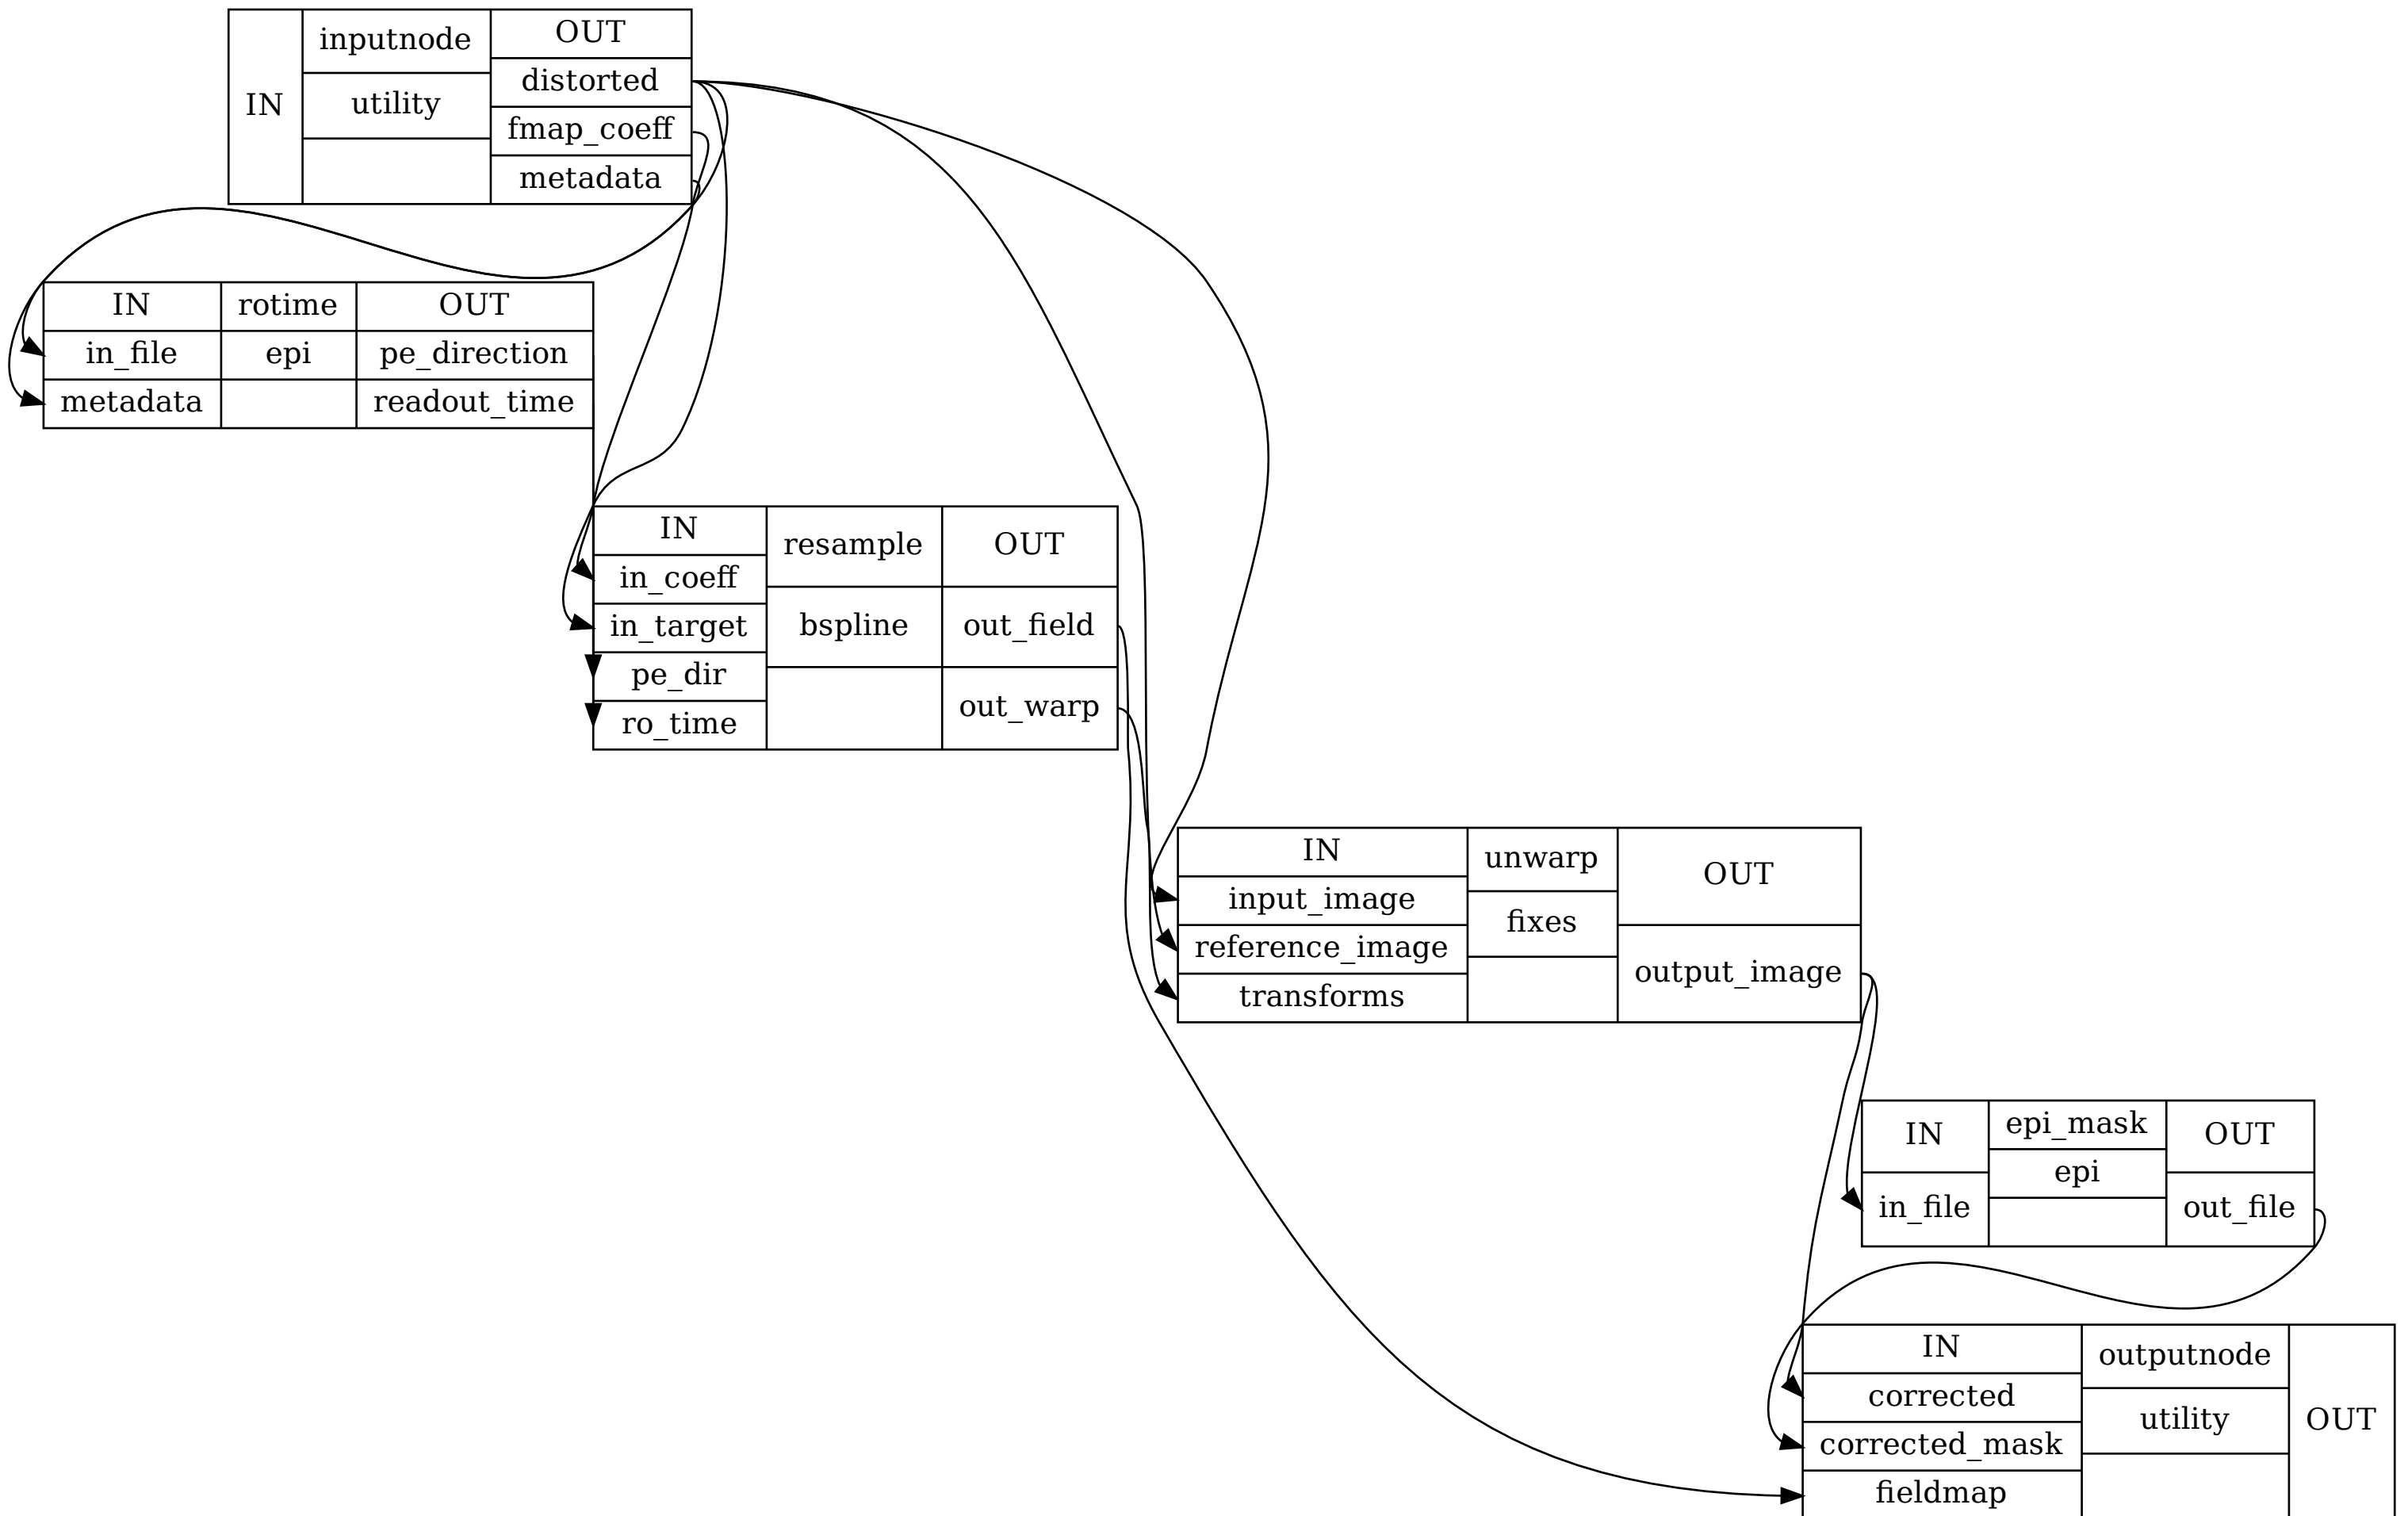 IN
inputnode
utility
OUT
distorted
fmap_coeff
metadata
IN
in_file
metadata
rotime
epi
OUT
pe_direction
readout_time
IN
in_coeff
in_target
pe_dir
ro_time
resample
bspline
OUT
out_field
out_warp
IN
input_image
reference_image
transforms
unwarp
fixes
OUT
output_image
IN
in_file
epi_mask
epi
OUT
out_file
IN
corrected
corrected_mask
fieldmap
outputnode
utility
OUT